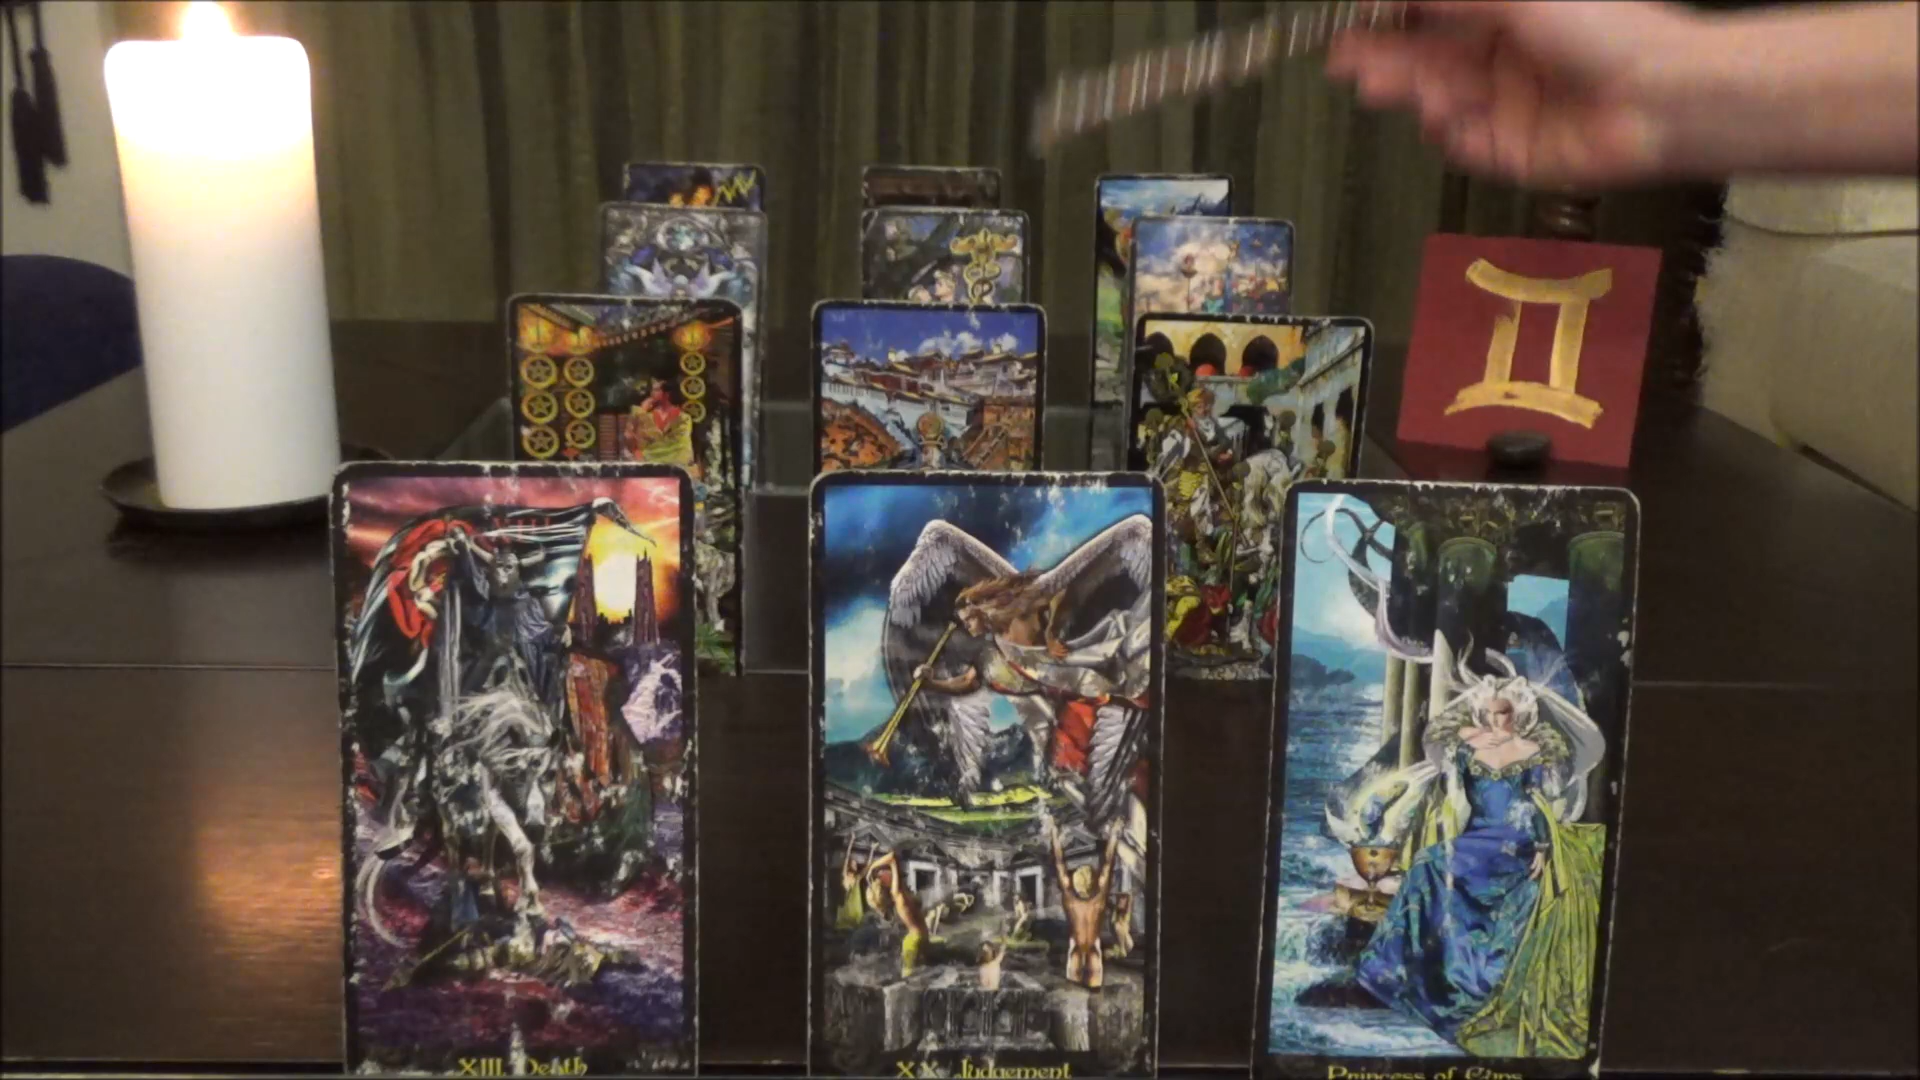 XIII. Death
XX. Judgement
Princess of Cups